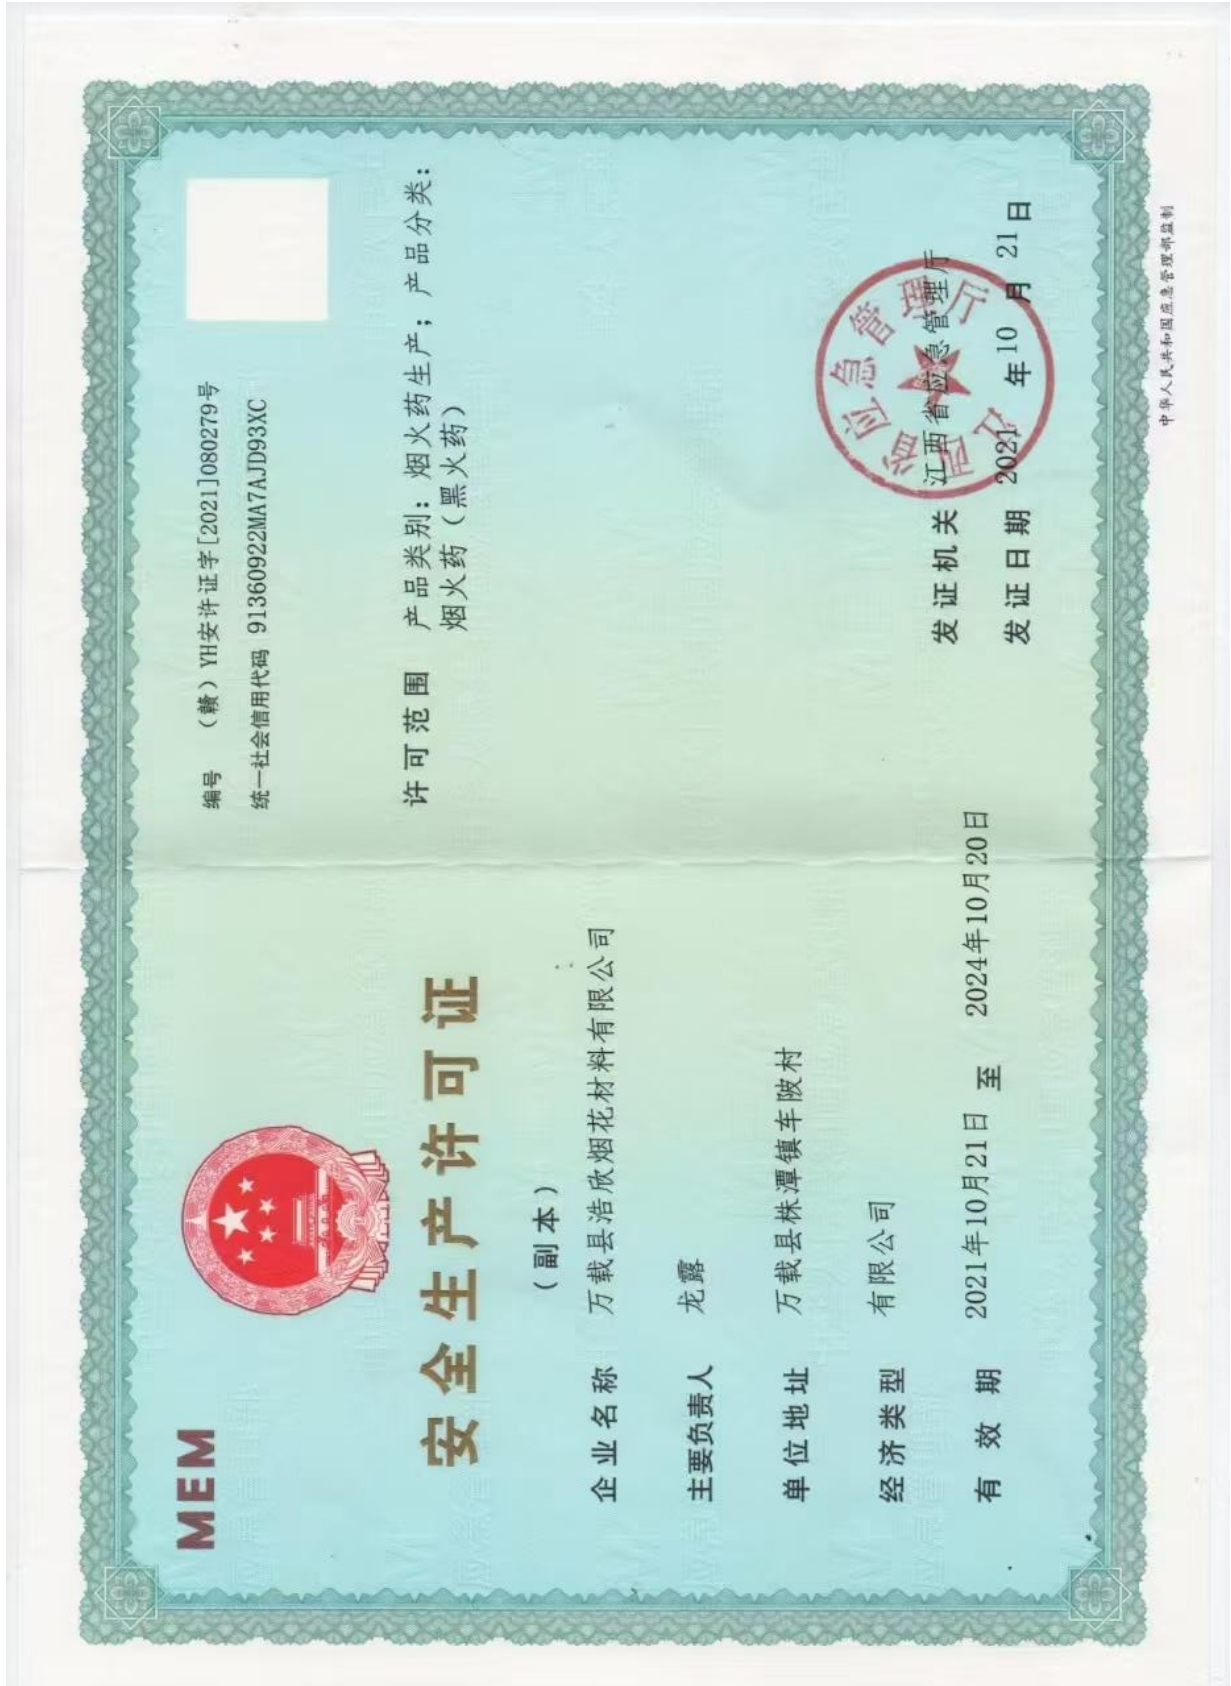 MEM
安全生产许可证
（副本）
企业名称 万载县浩欣烟花材料有限公司
主要负责人 龙露
单位地址 万载县株潭镇车陂村
经济类型 有限公司
有效期 2021年10月21日 至 2024年10月20日
编号 （赣）YH安许证字[2021]080279号
统一社会信用代码 91360922MA7AJD93XC
许可范围 产品类别：烟火药生产；产品分类：
烟火药（黑火药）
发证机关 江西省应急管理厅
发证日期 2021年10月21日
江西省应急管理厅
中华人民共和国应急管理部监制